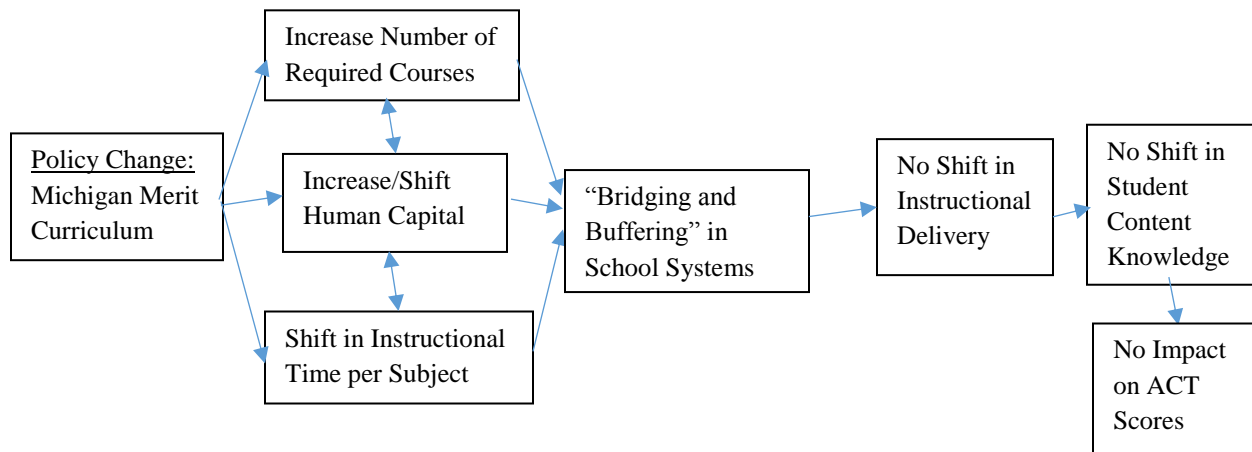 Increase Number of
Required Courses
Policy Change:
Michigan Merit
Curriculum
Increase/Shift
Human Capital
Shift in Instructional
Time per Subject
“Bridging and
Buffering” in
School Systems
No Shift in
Instructional
Delivery
No Shift in
Student
Content
Knowledge
No Impact
on ACT
Scores